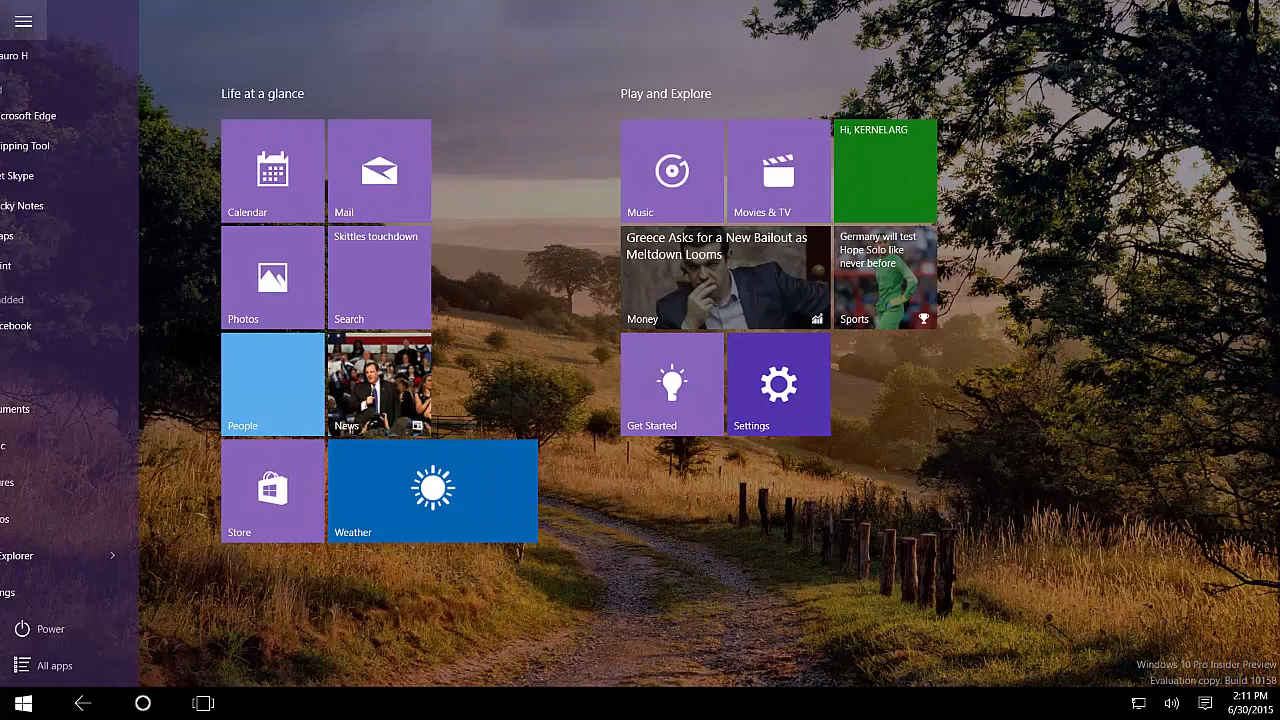 auro H
d
crosoft Edge
ipping Tool
et Skype
cky Notes
aps
int
dded
cebook
uments
ic
ures
os
Explorer
ngs
Power
All apps
Life at a glance
Calendar
Mail
Photos
Skittles touchdown
Search
People
News
Store
Weather
Play and Explore
Music
Movies & TV
Hi, KERNELARG
Greece Asks for a New Bailout as
Meltdown Looms
Money
Germany will test
Hope Solo like
never before
Sports
Get Started
Settings
Windows 10 Pro Insider Preview
Evaluation copy. Build 10158
2:11 PM
6/30/2015